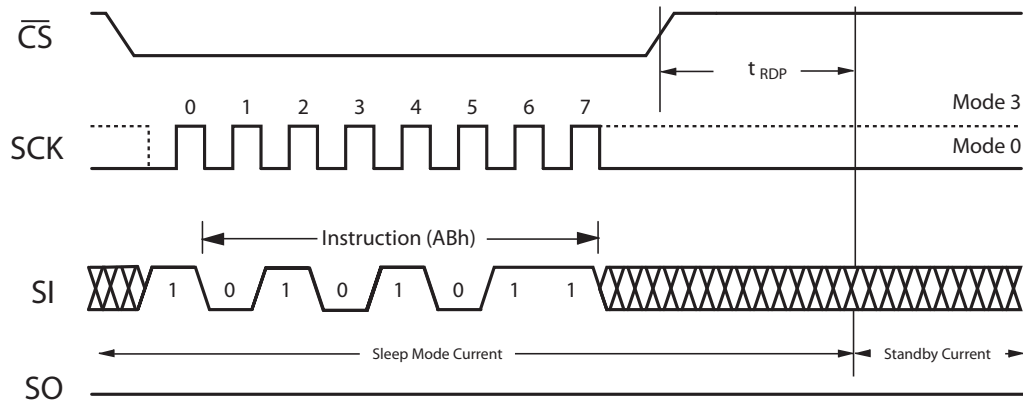 CS
t RDP
0 1 2 3 4 5 6 7
Mode 3
SCK
Mode 0
Instruction (ABh)
SI
1 0 1 0 1 0 1 1
Sleep Mode Current
Standby Current
SO